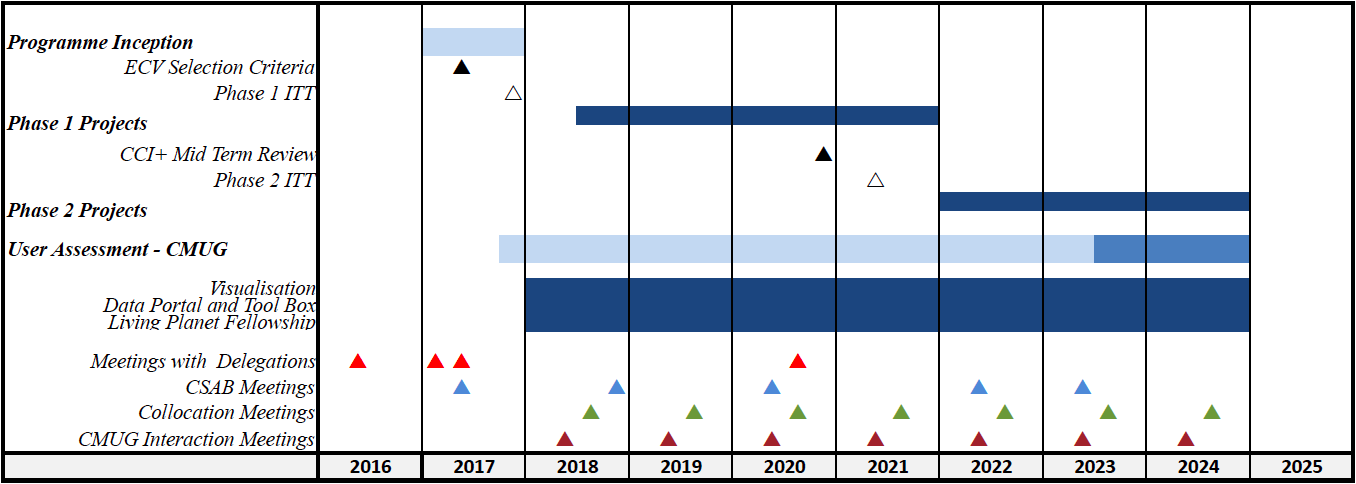 Programme Inception
ECV Selection Criteria
Phase 1 ITT
Phase 1 Projects
CCI+ Mid Term Review
Phase 2 ITT
Phase 2 Projects
User Assessment - CMUG
Visualisation
Data Portal and Tool Box
Living Planet Fellowship
Meetings with Delegations
CSAB Meetings
Collocation Meetings
CMUG Interaction Meetings
2016 2017 2018 2019 2020 2021 2022 2023 2024 2025